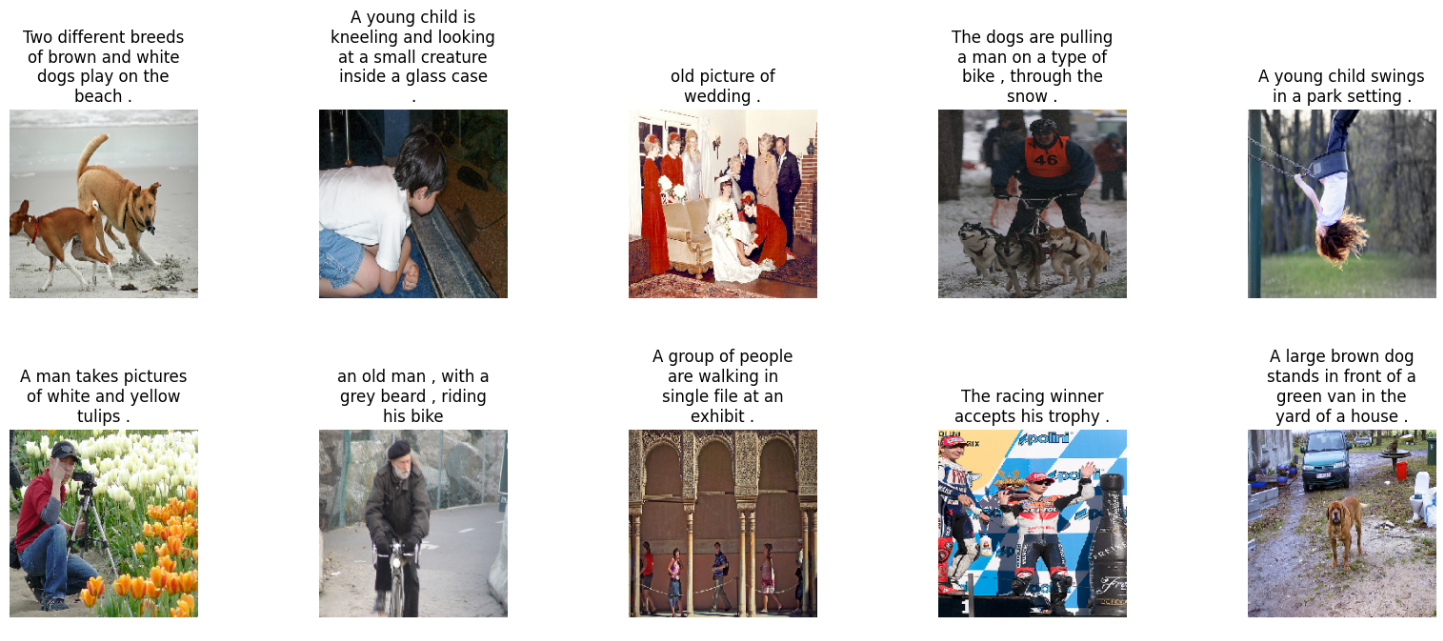 Two different breeds
of brown and white
dogs play on the
beach .
A young child is
kneeling and looking
at a small creature
inside a glass case
.
old picture of
wedding .
The dogs are pulling
a man on a type of
bike , through the
snow .
A young child swings
in a park setting .
46
A man takes pictures
of white and yellow
tulips .
an old man , with a
grey beard , riding
his bike
A group of people
are walking in
single file at an
exhibit .
The racing winner
accepts his trophy .
A large brown dog
stands in front of a
green van in the
yard of a house .
polini
polini
1